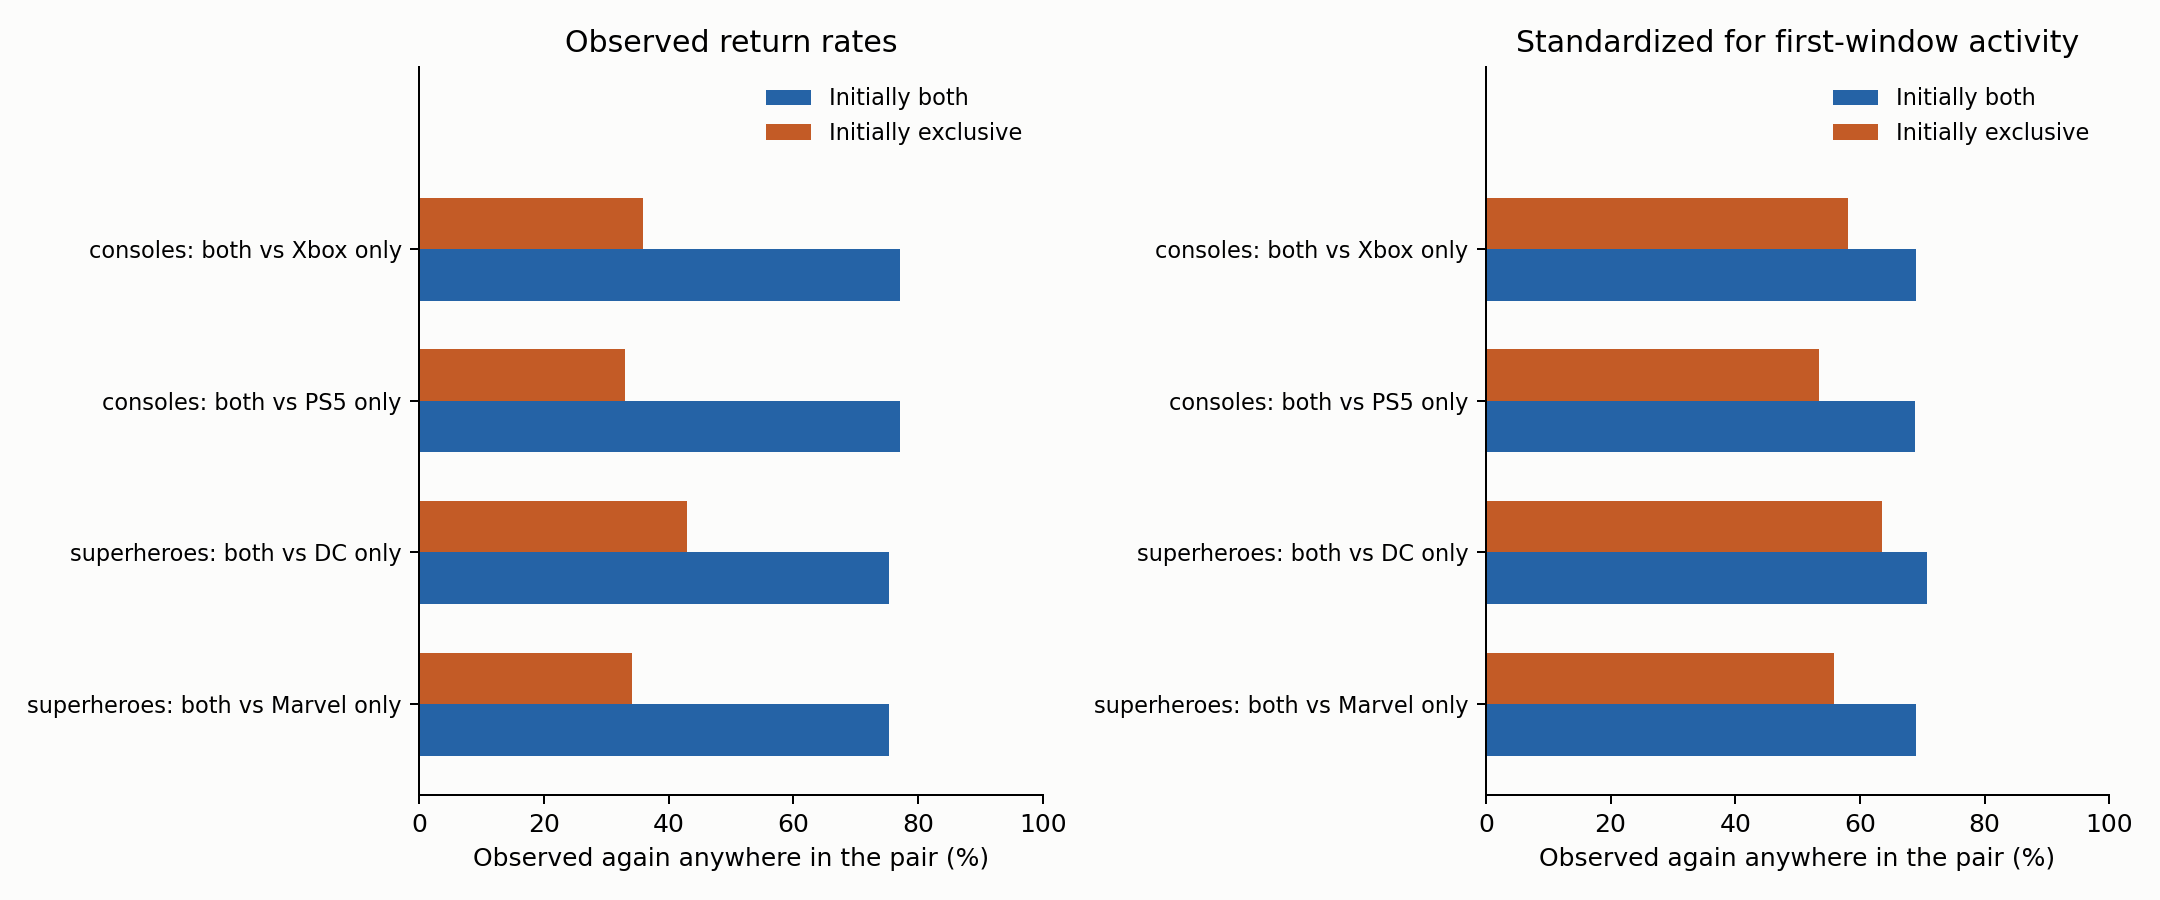 Observed return rates
Initially both
Initially exclusive
consoles: both vs Xbox only
consoles: both vs PS5 only
superheroes: both vs DC only
superheroes: both vs Marvel only
0 20 40 60 80 100
Observed again anywhere in the pair (%)
Standardized for first-window activity
Initially both
Initially exclusive
consoles: both vs Xbox only
consoles: both vs PS5 only
superheroes: both vs DC only
superheroes: both vs Marvel only
0 20 40 60 80 100
Observed again anywhere in the pair (%)